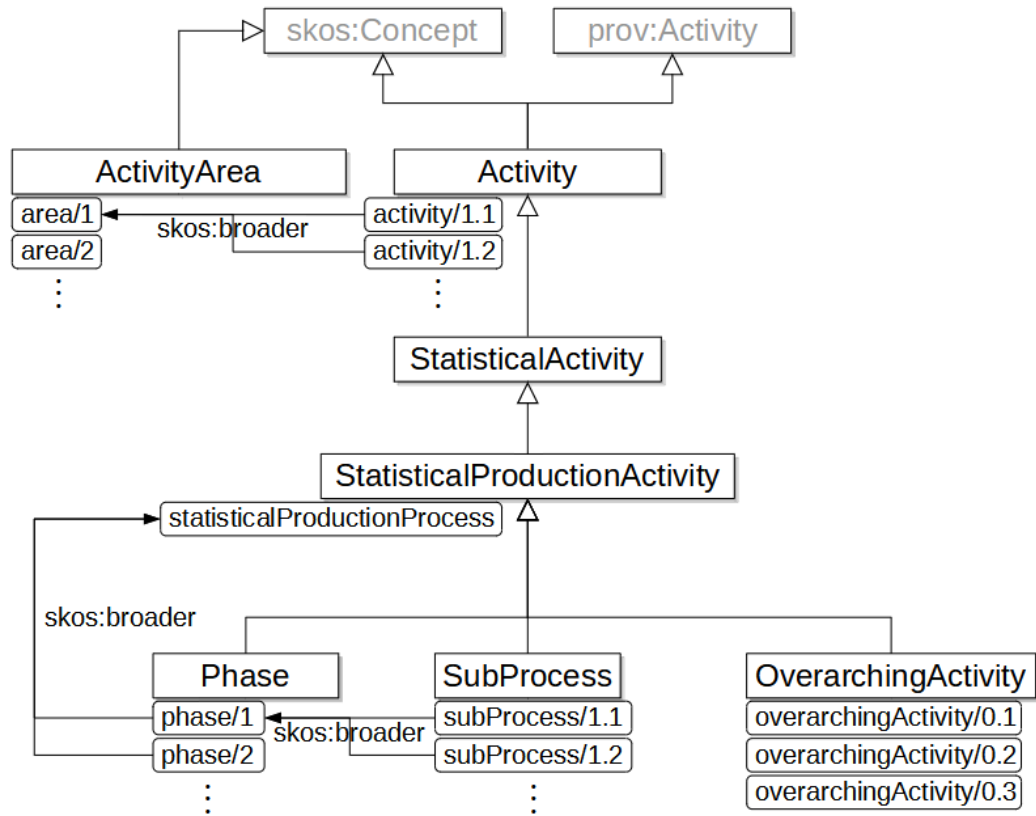 skos:Concept
prov:Activity
ActivityArea
Activity
area/1
skos:broader
activity/1.1
area/2
activity/1.2
StatisticalActivity
StatisticalProductionActivity
statisticalProductionProcess
skos:broader
Phase
SubProcess
OverarchingActivity
phase/1
skos:broader
subProcess/1.1
overarchingActivity/0.1
phase/2
subProcess/1.2
overarchingActivity/0.2
overarchingActivity/0.3